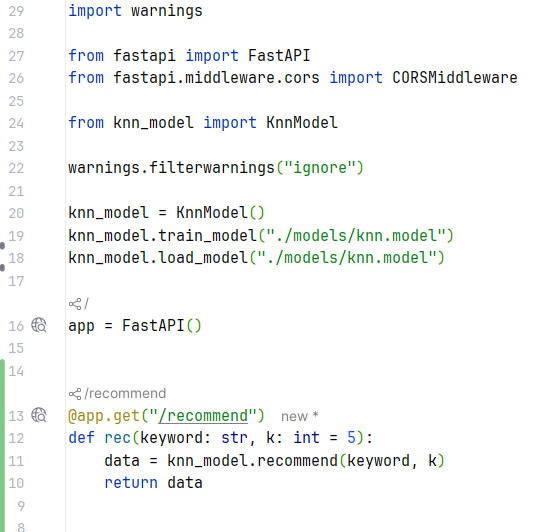 29 import warnings
28
27 from fastapi import FastAPI
26 from fastapi.middleware.cors import CORSMiddleware
25
24 from knn_model import KnnModel
23
22 warnings.filterwarnings("ignore")
21
20 knn_model = KnnModel()
19 knn_model.train_model("./models/knn.model")
18 knn_model.load_model("./models/knn.model")
17
/
16 app = FastAPI()
15
14
/recommend
13 @app.get("/recommend") new *
12 def rec(keyword: str, k: int = 5):
11     data = knn_model.recommend(keyword, k)
10     return data
9
8